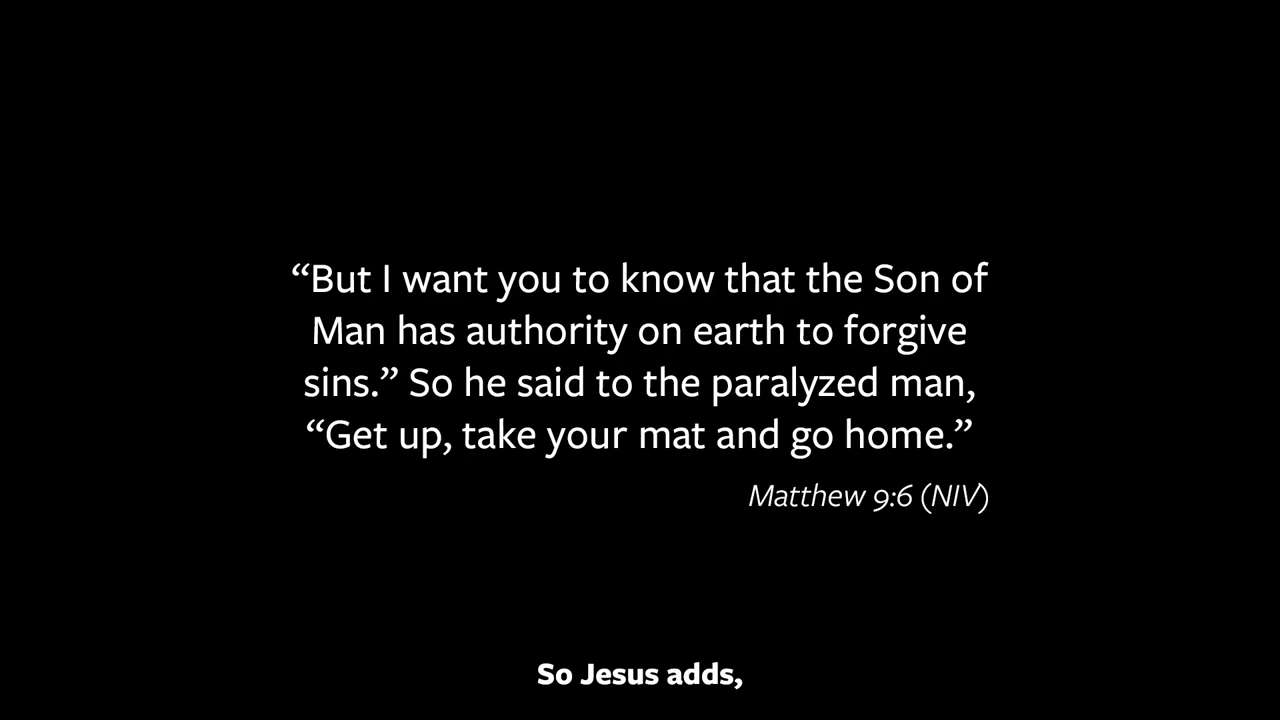 “But I want you to know that the Son of
Man has authority on earth to forgive
sins.” So he said to the paralyzed man,
“Get up, take your mat and go home.”
Matthew 9:6 (NIV)
So Jesus adds,